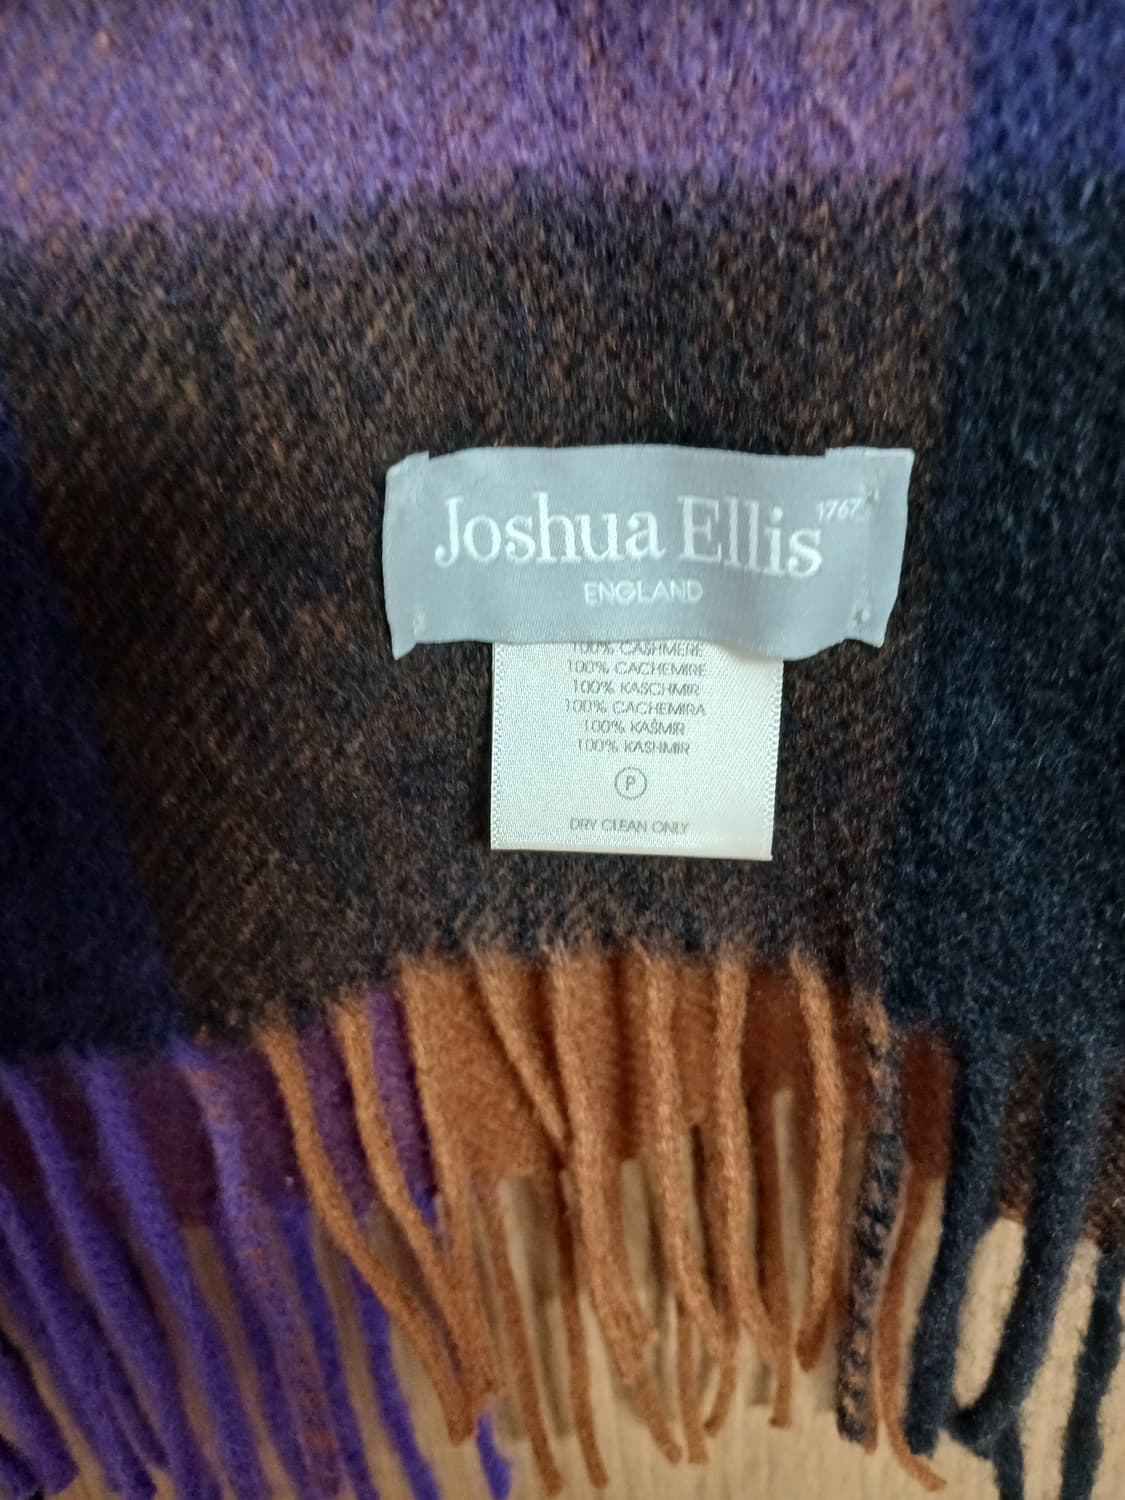 Joshua Ellis 1767
ENGLAND
100% CASHMERE
100% CACHEMIRE
100% KASCHMIR
100% CACHEMIRA
100% KAŠMIR
100% KASHMIR
P
DRY CLEAN ONLY